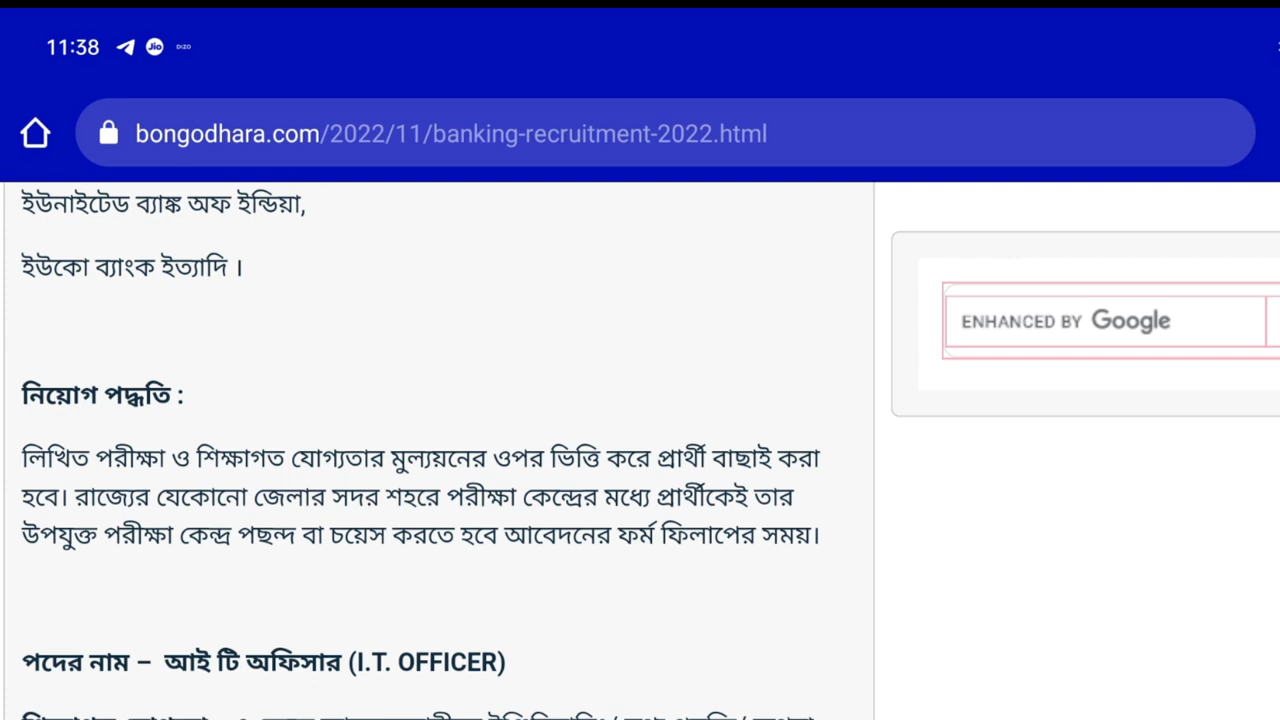 11:38
Jio
DIZO
bongodhara.com/2022/11/banking-recruitment-2022.html
ইউনাইটেড ব্যাঙ্ক অফ ইন্ডিয়া,
ইউকো ব্যাংক ইত্যাদি ।
ENHANCED BY Google
নিয়োগ পদ্ধতি :
লিখিত পরীক্ষা ও শিক্ষাগত যোগ্যতার মুল্যয়নের ওপর ভিত্তি করে প্রার্থী বাছাই করা
হবে। রাজ্যের যেকোনো জেলার সদর শহরে পরীক্ষা কেন্দ্রের মধ্যে প্রার্থীকেই তার
উপযুক্ত পরীক্ষা কেন্দ্র পছন্দ বা চয়েস করতে হবে আবেদনের ফর্ম ফিলাপের সময়।
পদের নাম – আই টি অফিসার (I.T. OFFICER)